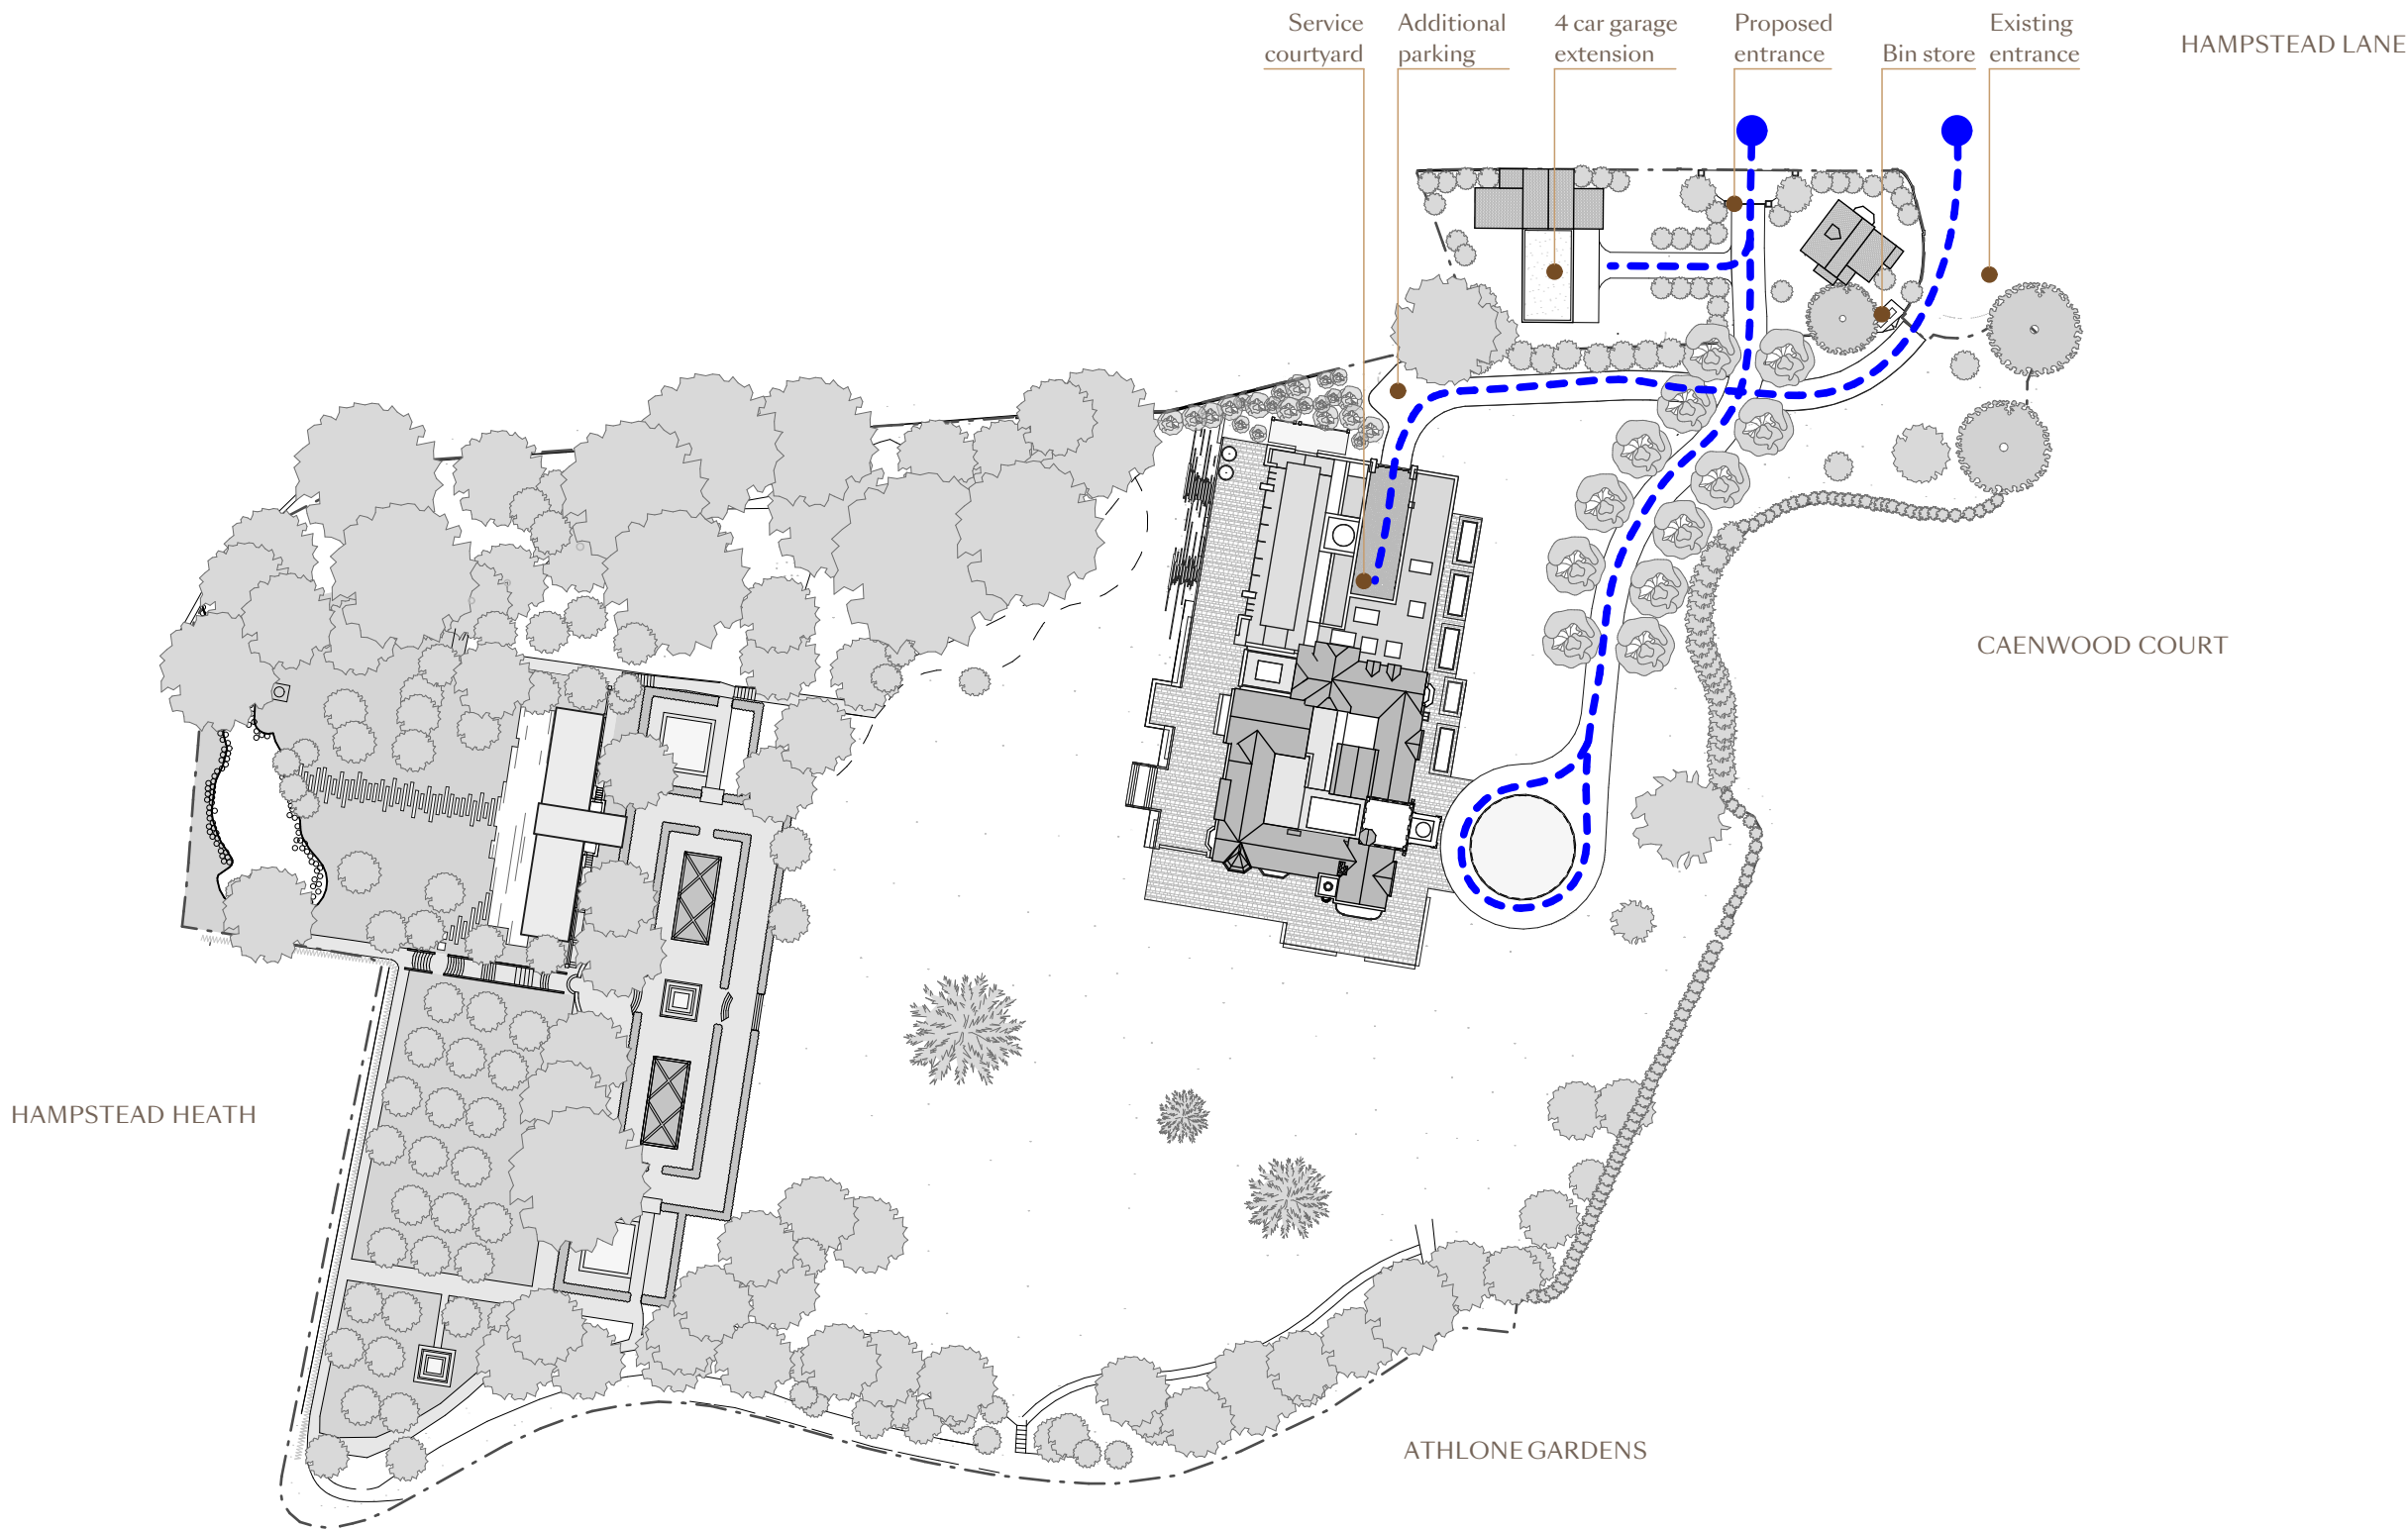 Service
courtyard
Additional
parking
4 car garage
extension
Proposed
entrance
Bin store
Existing
entrance
HAMPSTEAD LANE
CAENWOOD COURT
HAMPSTEAD HEATH
ATHLONE GARDENS